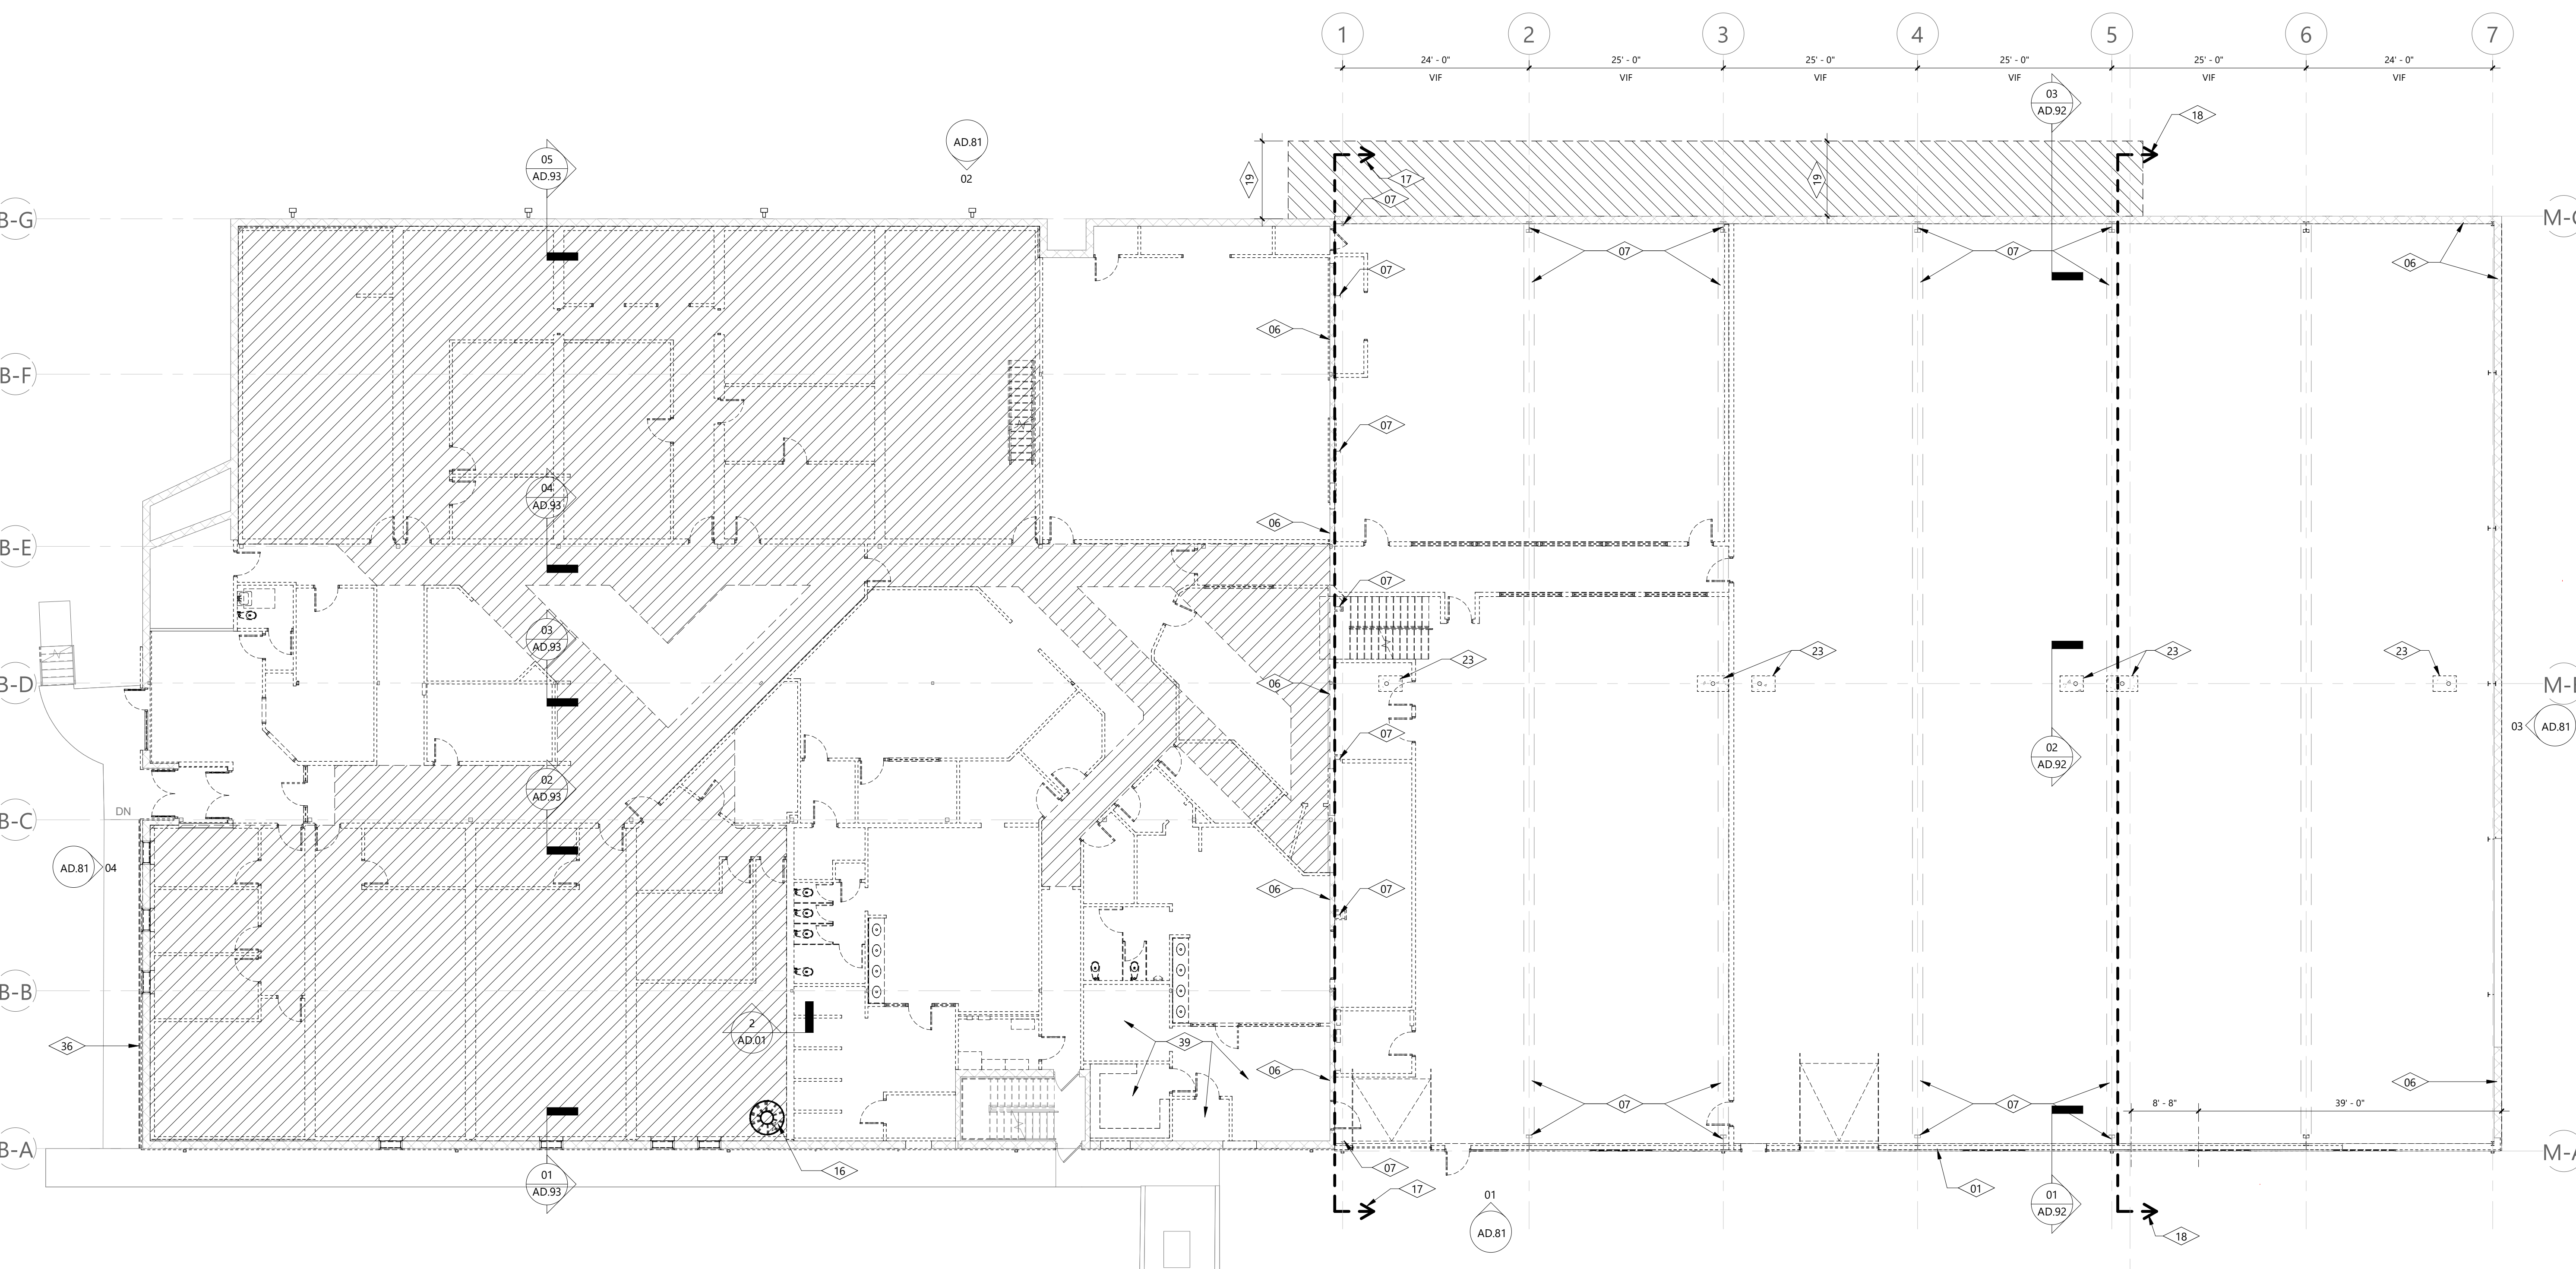 1 2 3 4 5 6 7
24' - 0" 25' - 0" 25' - 0" 25' - 0" 25' - 0" 24' - 0"
VIF VIF VIF VIF VIF VIF
03
AD.92
18
AD.81
02
05
AD.93
19
17
19
07
B-G
M-G
07
07
07
06
07
06
B-F
07
04
AD.93
06
B-E
07
03
AD.93
23
23
23
23
B-D
06
03
AD.81
07
02
AD.92
02
AD.93
DN
B-C
AD.81
04
06
07
B-B
2
AD.01
36
39
06
06
07
07
8' - 8"
39' - 0"
B-A
M-A
16
07
01
AD.93
17
01
AD.81
01
01
AD.92
18